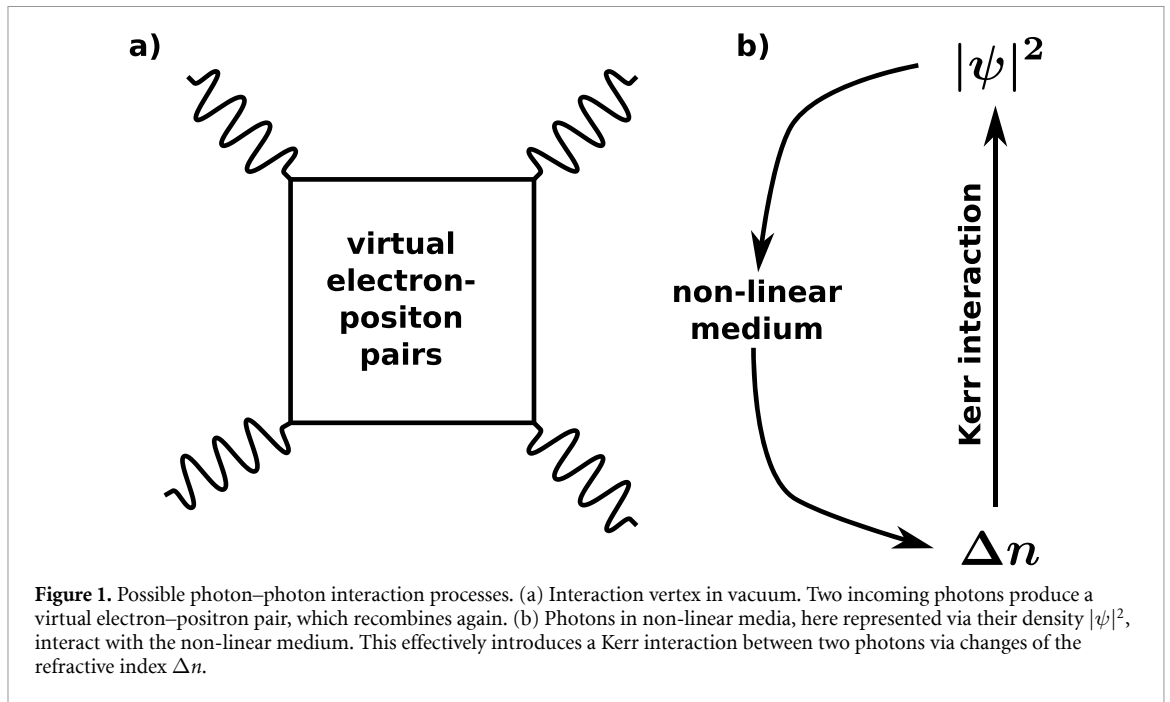 a)
virtual
electron-
positon
pairs
b)
|ψ|²
non-linear
medium
Kerr interaction
Δn
Figure 1. Possible photon–photon interaction processes. (a) Interaction vertex in vacuum. Two incoming photons produce a
virtual electron–positron pair, which recombines again. (b) Photons in non-linear media, here represented via their density |ψ|²,
interact with the non-linear medium. This effectively introduces a Kerr interaction between two photons via changes of the
refractive index Δn.